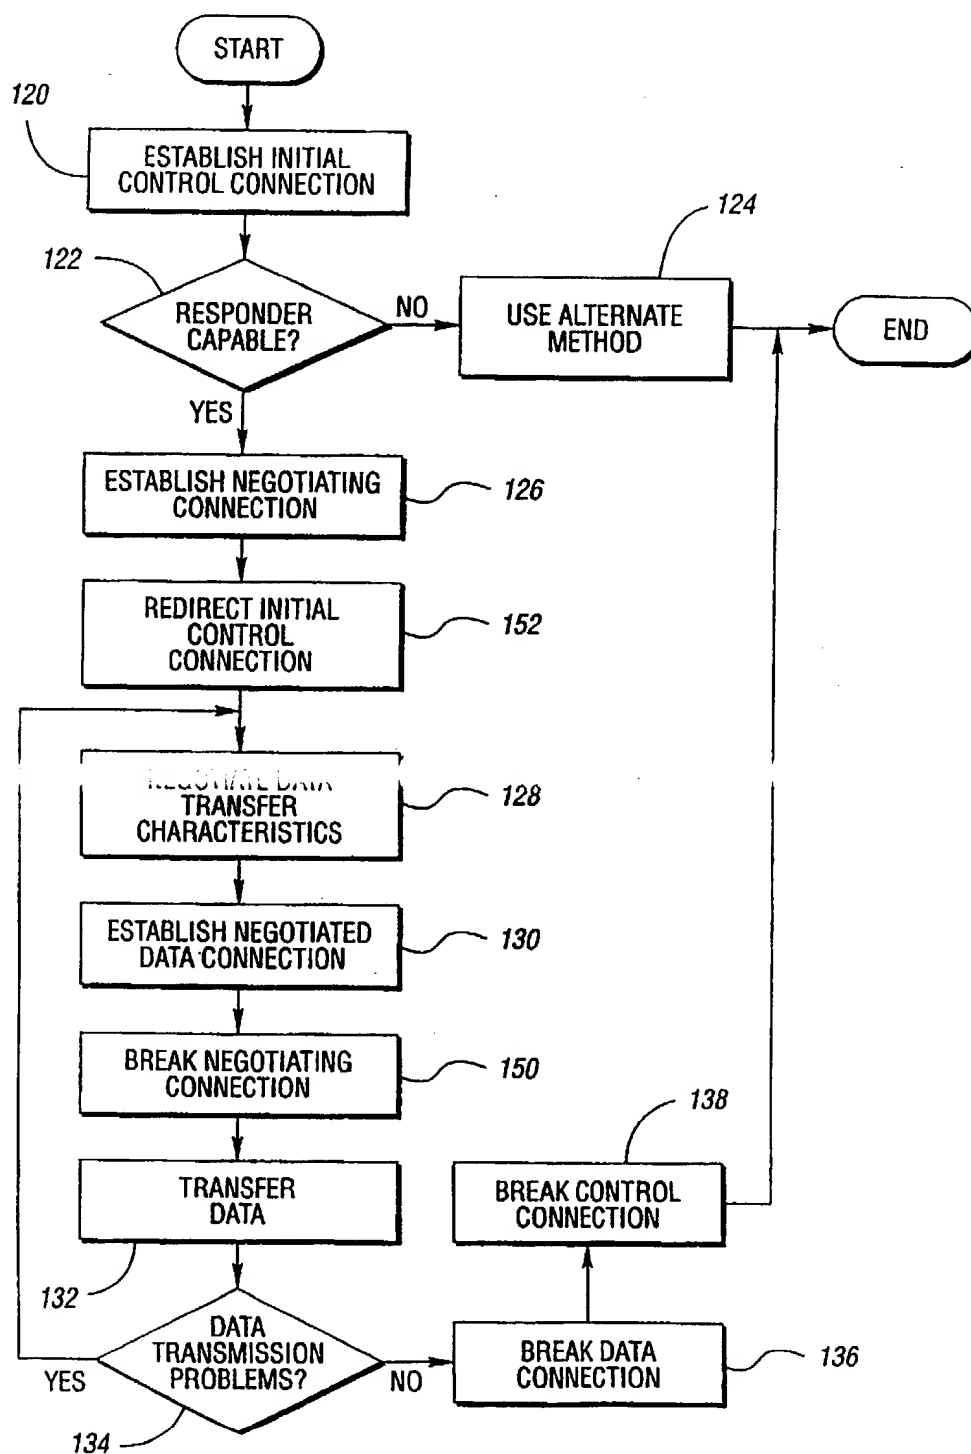 START
120
ESTABLISH INITIAL
CONTROL CONNECTION
122
RESPONDER
CAPABLE?
NO
124
USE ALTERNATE
METHOD
END
YES
ESTABLISH NEGOTIATING
CONNECTION
126
REDIRECT INITIAL
CONTROL
CONNECTION
152
NEGOTIATE DATA
TRANSFER
CHARACTERISTICS
128
ESTABLISH NEGOTIATED
DATA CONNECTION
130
BREAK NEGOTIATING
CONNECTION
150
TRANSFER
DATA
132
138
BREAK CONTROL
CONNECTION
DATA
TRANSMISSION
PROBLEMS?
YES
NO
134
BREAK DATA
CONNECTION
136